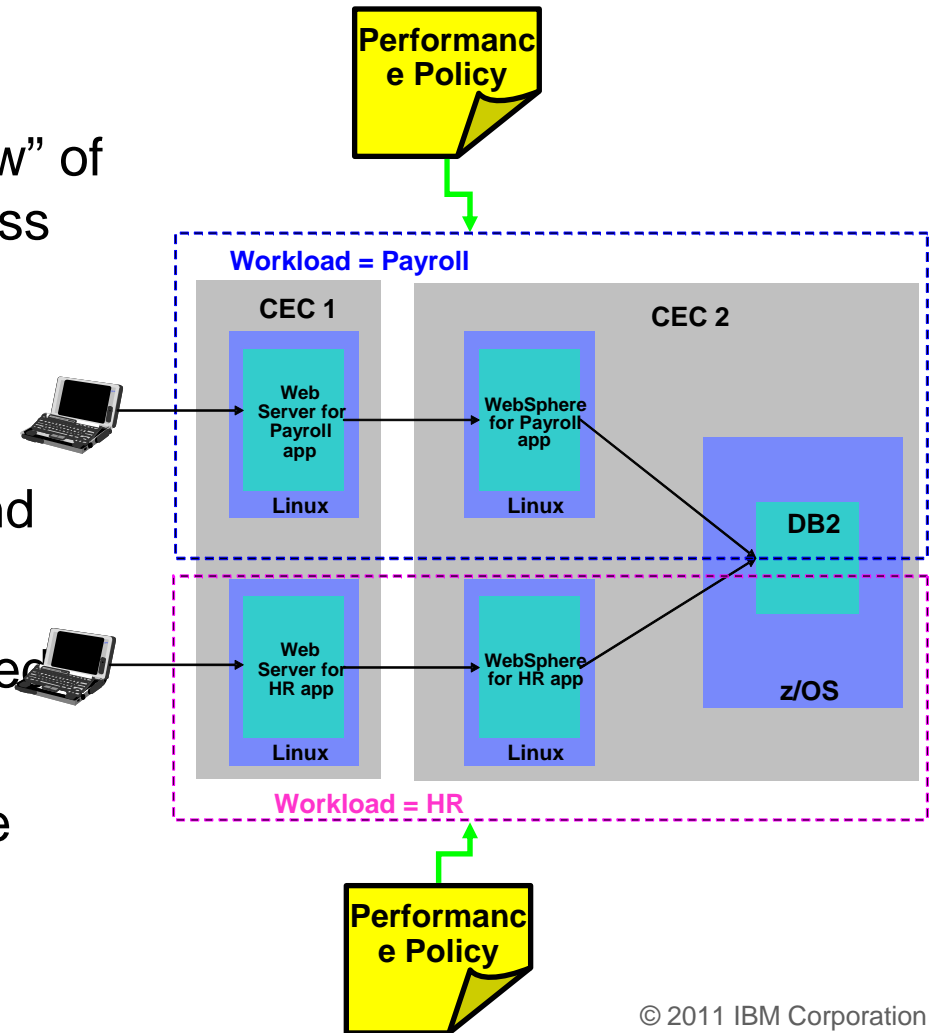 Performanc
e Policy
w” of
ss
Workload = Payroll
CEC 1
CEC 2
Web
Server for
Payroll
app
Linux
WebSphere
for Payroll
app
Linux
nd
DB2
z/OS
Web
Server for
HR app
Linux
WebSphere
for HR app
Linux
Workload = HR
e
Performanc
e Policy
© 2011 IBM Corporation